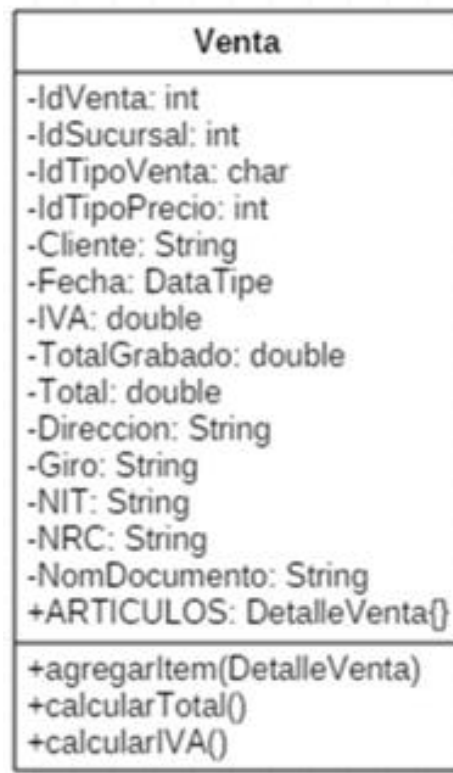 Venta
-IdVenta: int
-IdSucursal: int
-IdTipoVenta: char
-IdTipoPrecio: int
-Cliente: String
-Fecha: DataTipe
-IVA: double
-TotalGrabado: double
-Total: double
-Direccion: String
-Giro: String
-NIT: String
-NRC: String
-NomDocumento: String
+ARTICULOS: DetalleVenta{}
+agregarItem(DetalleVenta)
+calcularTotal()
+calcularIVA()